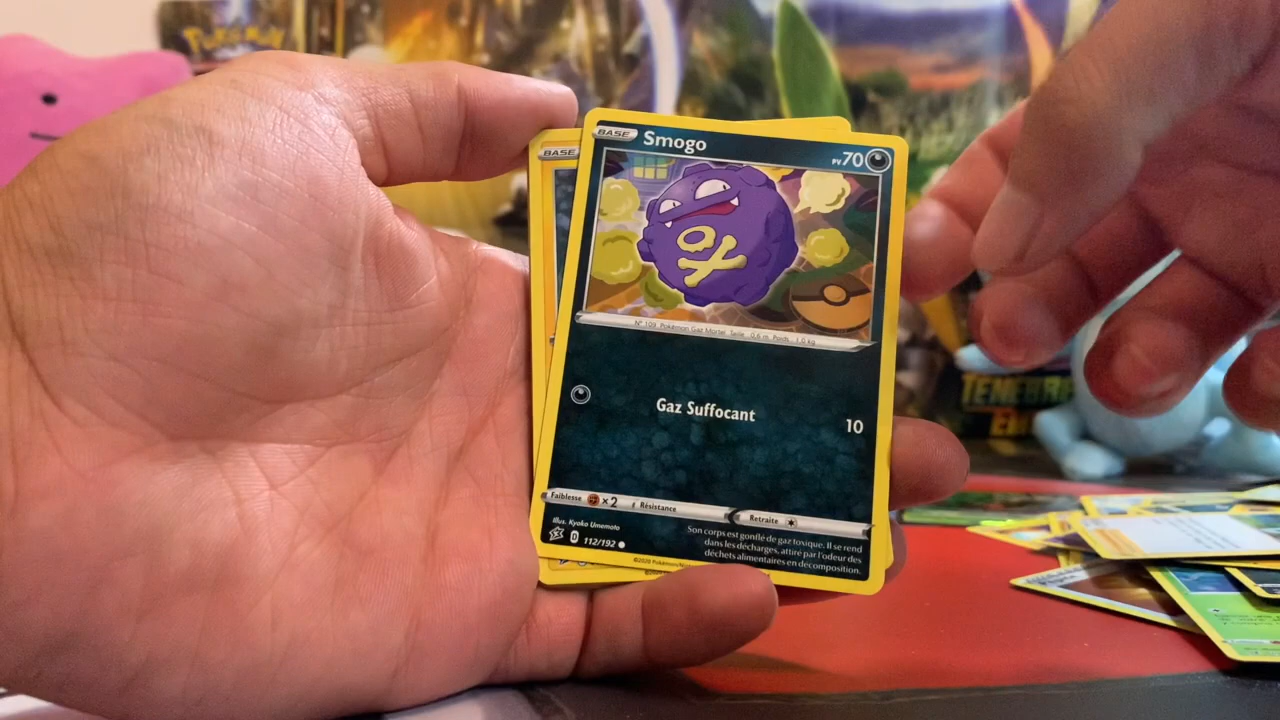 Pokémon
BASE
BASE
Smogo
PV 70
N° 109 Pokémon Gaz Mortel Taille 0,6 m Poids 1,0 kg
Gaz Suffocant
10
Faiblesse
×2
Résistance
Retraite
Illus. Kyoko Umemoto
D
112/192
Son corps est gonflé de gaz toxique. Il se rend
dans les décharges, attiré par l'odeur des
déchets alimentaires en décomposition.
©2020